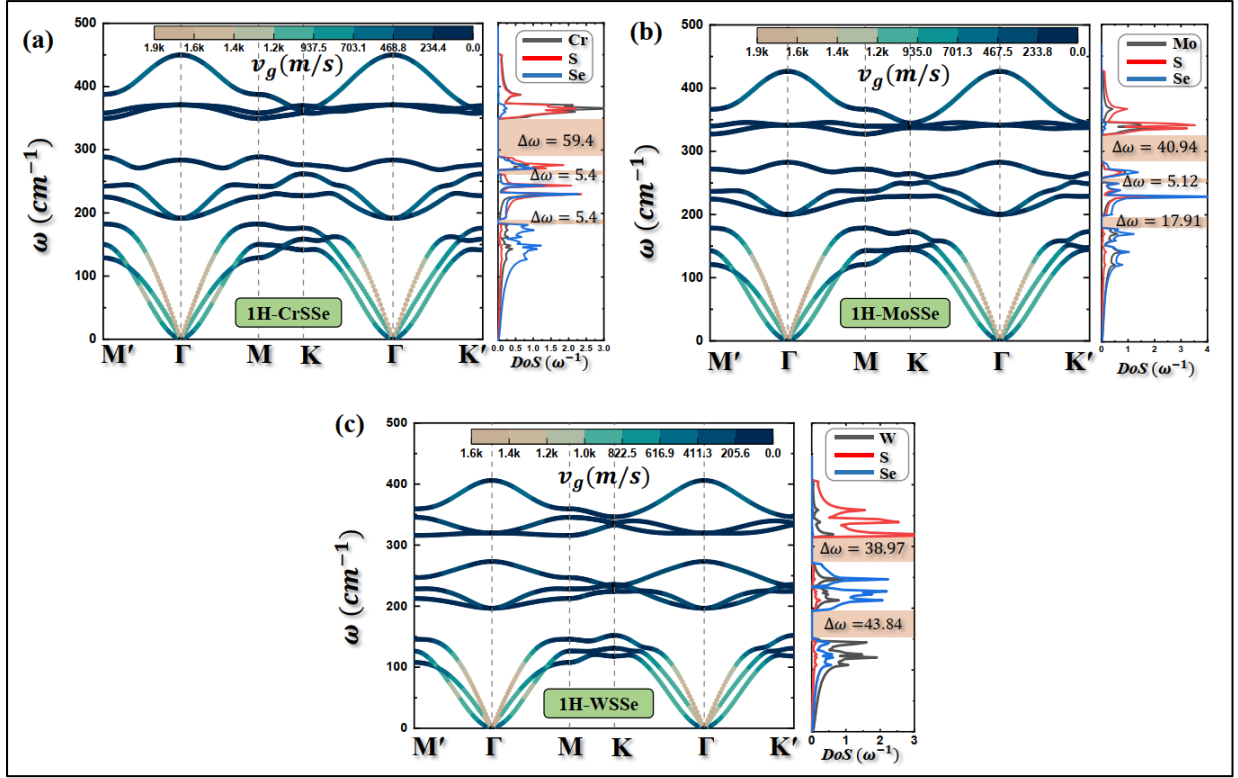 (a)
1.9k 1.6k 1.4k 1.2k 937.5 703.1 468.8 234.4 0.0
v_g(m/s)
500
400
300
200
100
0
ω (cm⁻¹)
1H-CrSSe
M′ Γ M K Γ K′
Cr
S
Se
Δω = 59.4
Δω = 5.4
Δω = 5.4
0.0 0.5 1.0 1.5 2.0 2.5 3.0
DoS (ω⁻¹)
(b)
1.9k 1.6k 1.4k 1.2k 935.0 701.3 467.5 233.8 0.0
v_g(m/s)
500
400
300
200
100
0
ω (cm⁻¹)
1H-MoSSe
M′ Γ M K Γ K′
Mo
S
Se
Δω = 40.94
Δω = 5.12
Δω = 17.91
0 1 2 3 4
DoS (ω⁻¹)
(c)
1.6k 1.4k 1.2k 1.0k 822.5 616.9 411.3 205.6 0.0
v_g(m/s)
500
400
300
200
100
0
ω (cm⁻¹)
1H-WSSe
M′ Γ M K Γ K′
W
S
Se
Δω = 38.97
Δω =43.84
0 1 2 3
DoS (ω⁻¹)